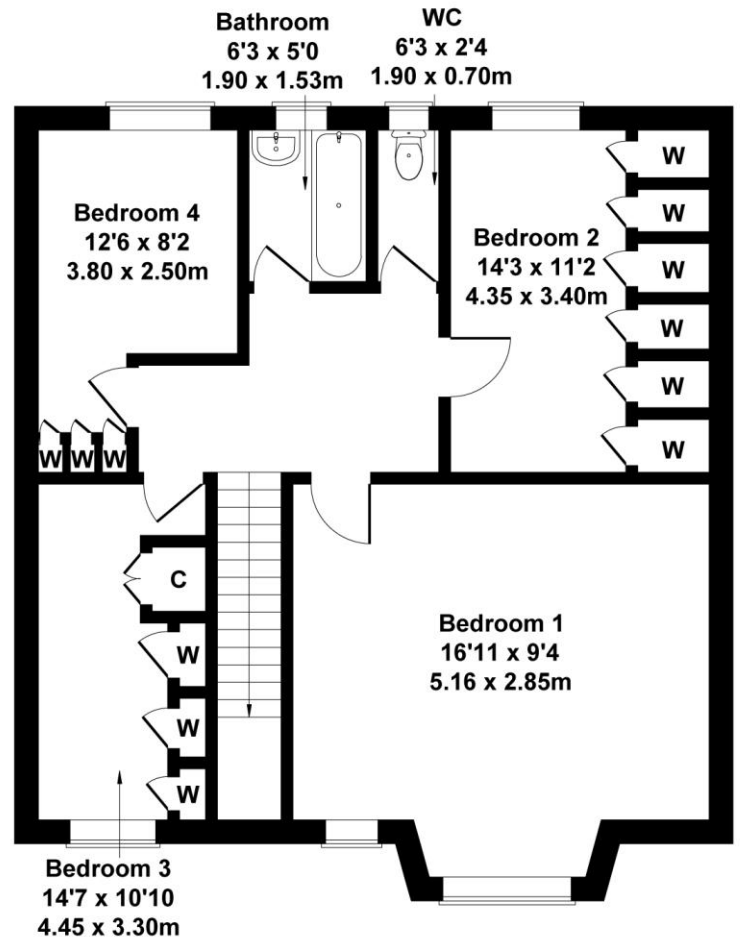 Bathroom
6'3 x 5'0
1.90 x 1.53m
WC
6'3 x 2'4
1.90 x 0.70m
Bedroom 4
12'6 x 8'2
3.80 x 2.50m
Bedroom 2
14'3 x 11'2
4.35 x 3.40m
W
W
W
W
W
W
W
W
W
C
W
W
W
Bedroom 1
16'11 x 9'4
5.16 x 2.85m
Bedroom 3
14'7 x 10'10
4.45 x 3.30m